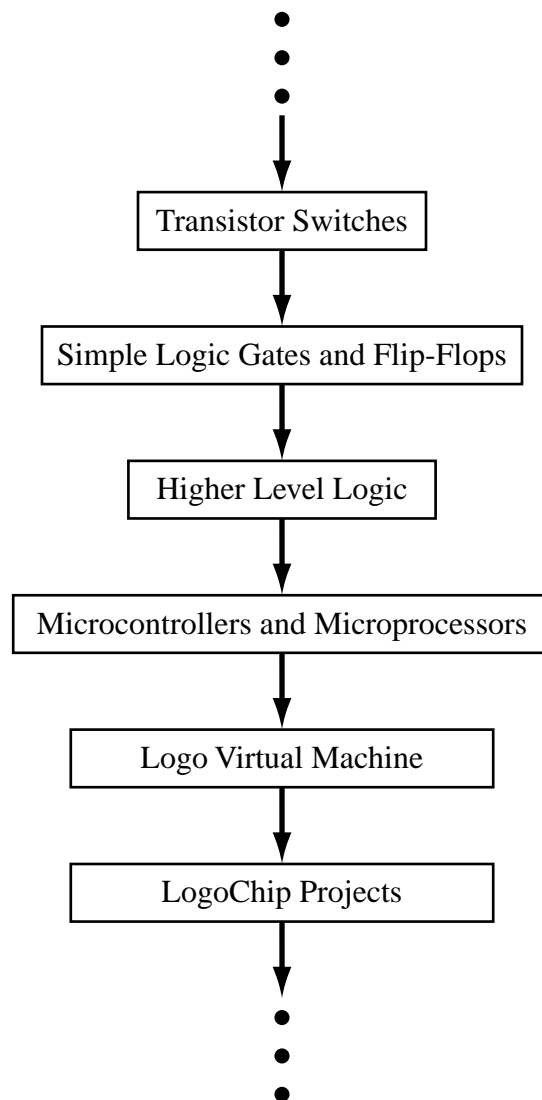 Transistor Switches
Simple Logic Gates and Flip-Flops
Higher Level Logic
Microcontrollers and Microprocessors
Logo Virtual Machine
LogoChip Projects